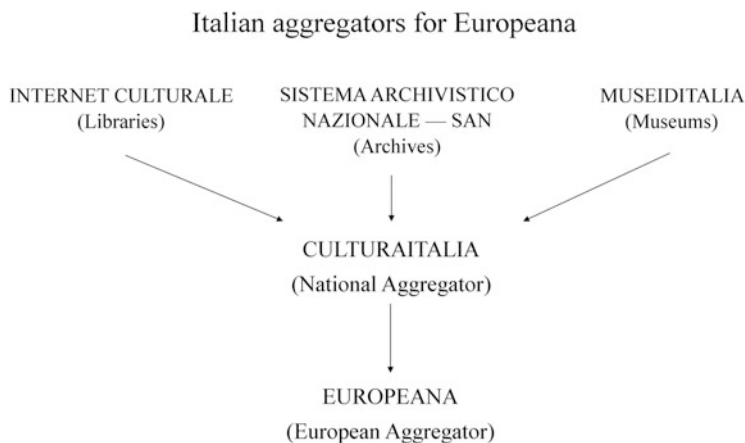 Italian aggregators for Europeana
INTERNET CULTURALE
(Libraries)
SISTEMA ARCHIVISTICO
NAZIONALE — SAN
(Archives)
MUSEIDITALIA
(Museums)
CULTURAITALIA
(National Aggregator)
EUROPEANA
(European Aggregator)